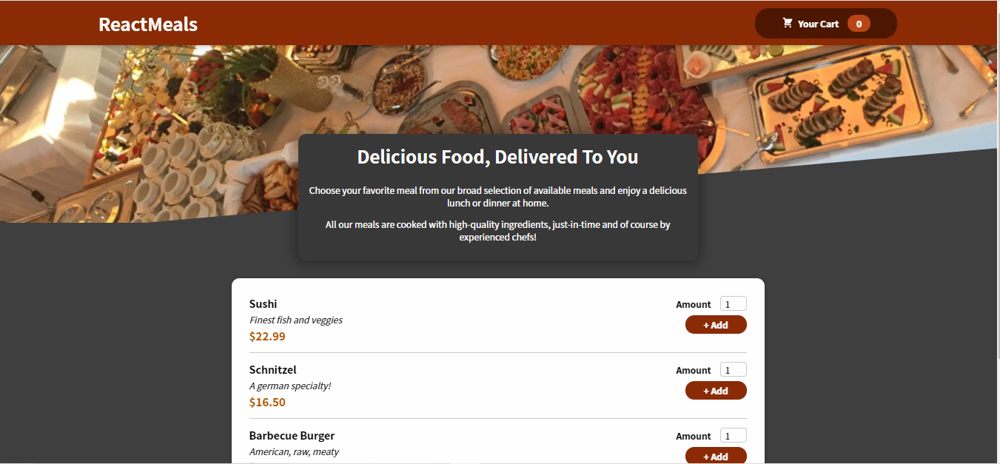 ReactMeals
Your Cart 0
Delicious Food, Delivered To You
Choose your favorite meal from our broad selection of available meals and enjoy a delicious
lunch or dinner at home.
All our meals are cooked with high-quality ingredients, just-in-time and of course by
experienced chefs!
Sushi
Finest fish and veggies
$22.99
Amount 1
+ Add
Schnitzel
A german specialty!
$16.50
Amount 1
+ Add
Barbecue Burger
American, raw, meaty
Amount 1
+ Add